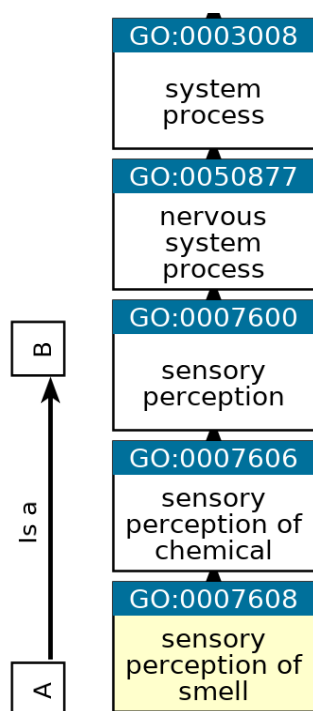 GO:0003008
system
process
GO:0050877
nervous
system
process
GO:0007600
sensory
perception
GO:0007606
sensory
perception of
chemical
GO:0007608
sensory
perception of
smell
B
Is a
A